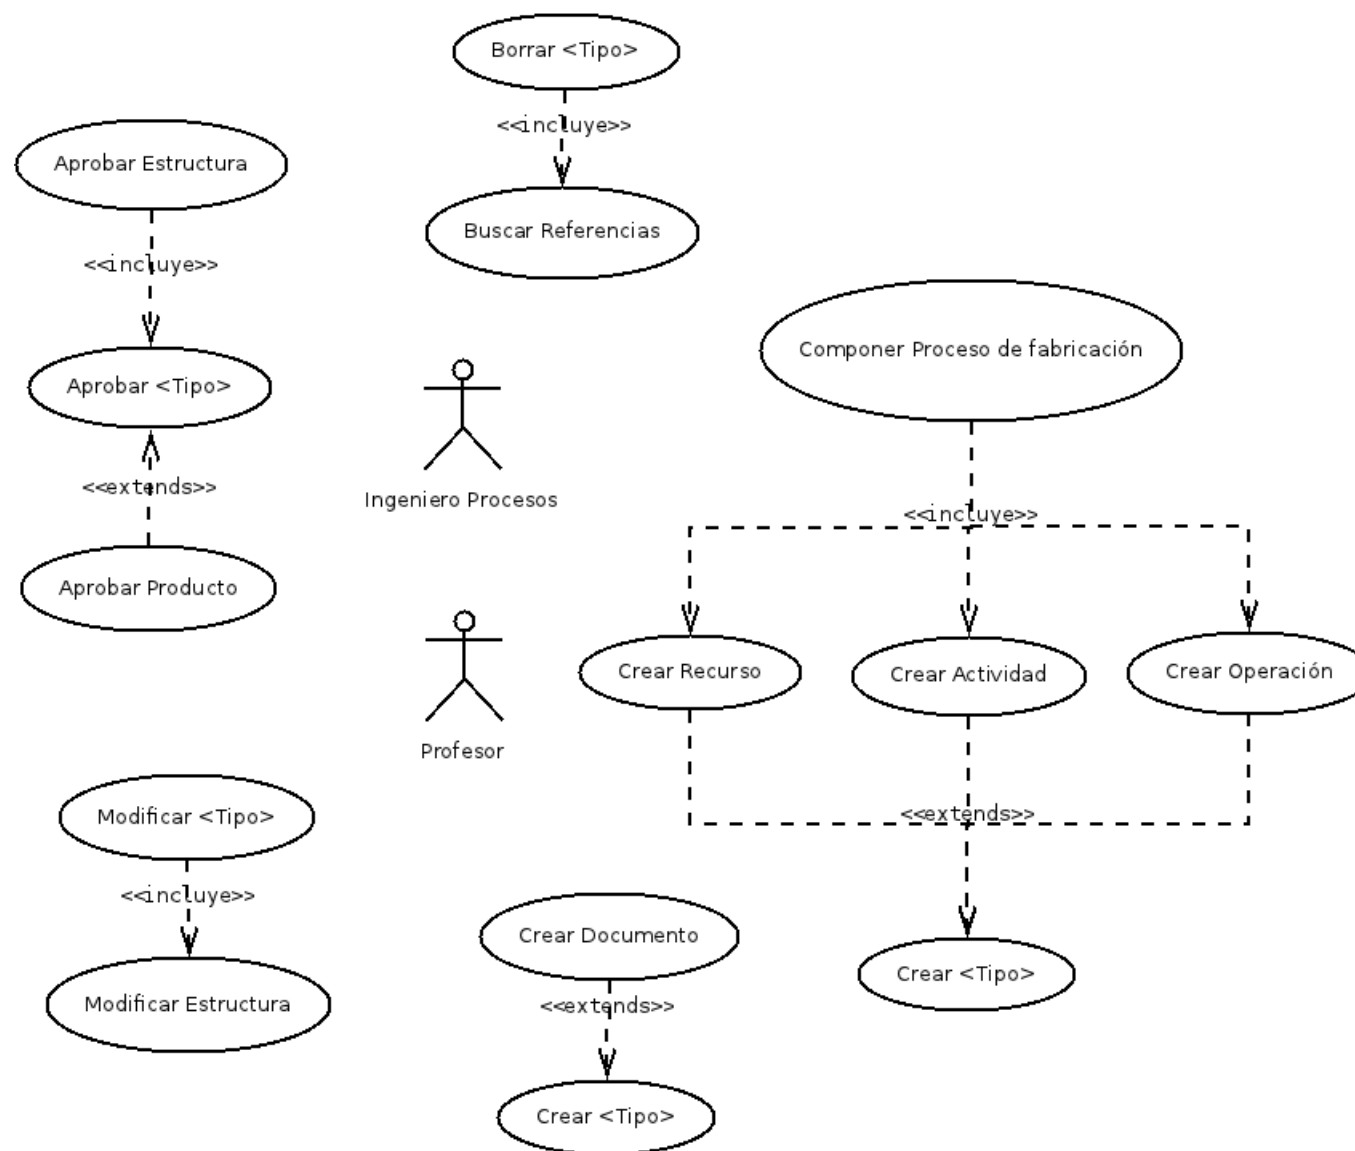 Borrar <Tipo>
<<incluye>>
Buscar Referencias
Aprobar Estructura
<<incluye>>
Aprobar <Tipo>
<<extends>>
Aprobar Producto
Ingeniero Procesos
Profesor
Componer Proceso de fabricación
<<incluye>>
Crear Recurso
Crear Actividad
Crear Operación
<<extends>>
Crear <Tipo>
Modificar <Tipo>
<<incluye>>
Modificar Estructura
Crear Documento
<<extends>>
Crear <Tipo>